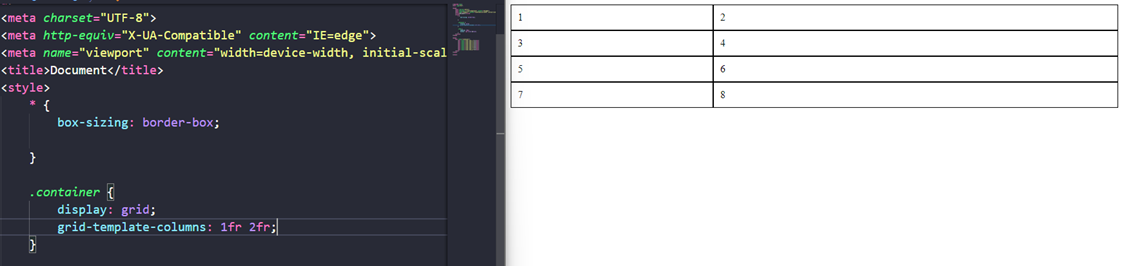 <meta charset="UTF-8">
<meta http-equiv="X-UA-Compatible" content="IE=edge">
<meta name="viewport" content="width=device-width, initial-scal
<title>Document</title>
<style>
* {
box-sizing: border-box;
}
.container {
display: grid;
grid-template-columns: 1fr 2fr;
}
1 2
3 4
5 6
7 8